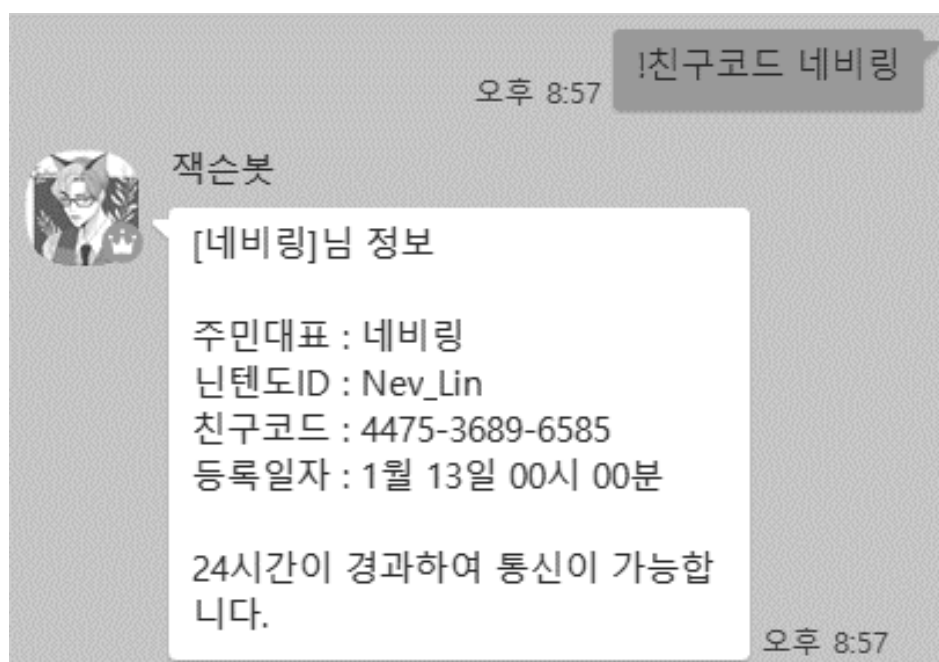 !친구코드 네비링
오후 8:57
잭슨봇
[네비링]님 정보
주민대표 : 네비링
닌텐도ID : Nev_Lin
친구코드 : 4475-3689-6585
등록일자 : 1월 13일 00시 00분
24시간이 경과하여 통신이 가능합
니다.
오후 8:57